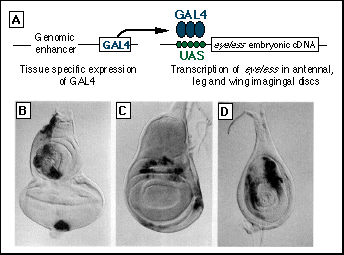 A
Genomic
enhancer
GAL4
GAL4
UAS
eyeless embryonic cDNA
Tissue specific expression
of GAL4
Transcription of eyeless in antennal,
leg and wing imagingal discs
B
C
D